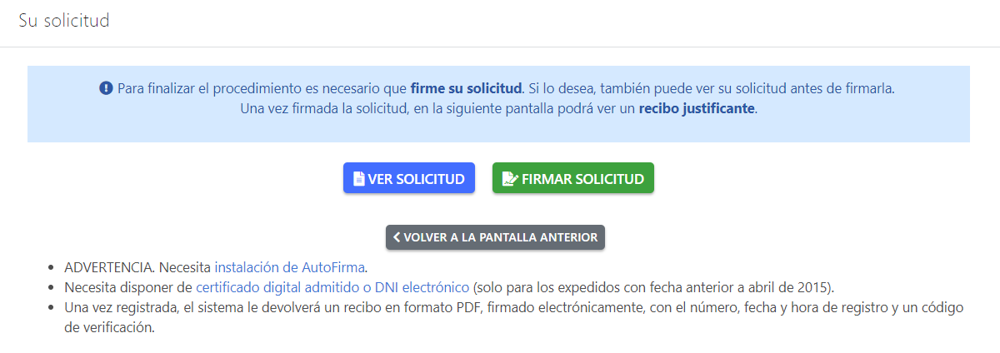 Su solicitud
Para finalizar el procedimiento es necesario que firme su solicitud. Si lo desea, también puede ver su solicitud antes de firmarla.
Una vez firmada la solicitud, en la siguiente pantalla podrá ver un recibo justificante.
VER SOLICITUD
FIRMAR SOLICITUD
VOLVER A LA PANTALLA ANTERIOR
ADVERTENCIA. Necesita instalación de AutoFirma.
Necesita disponer de certificado digital admitido o DNI electrónico (solo para los expedidos con fecha anterior a abril de 2015).
Una vez registrada, el sistema le devolverá un recibo en formato PDF, firmado electrónicamente, con el número, fecha y hora de registro y un código
de verificación.